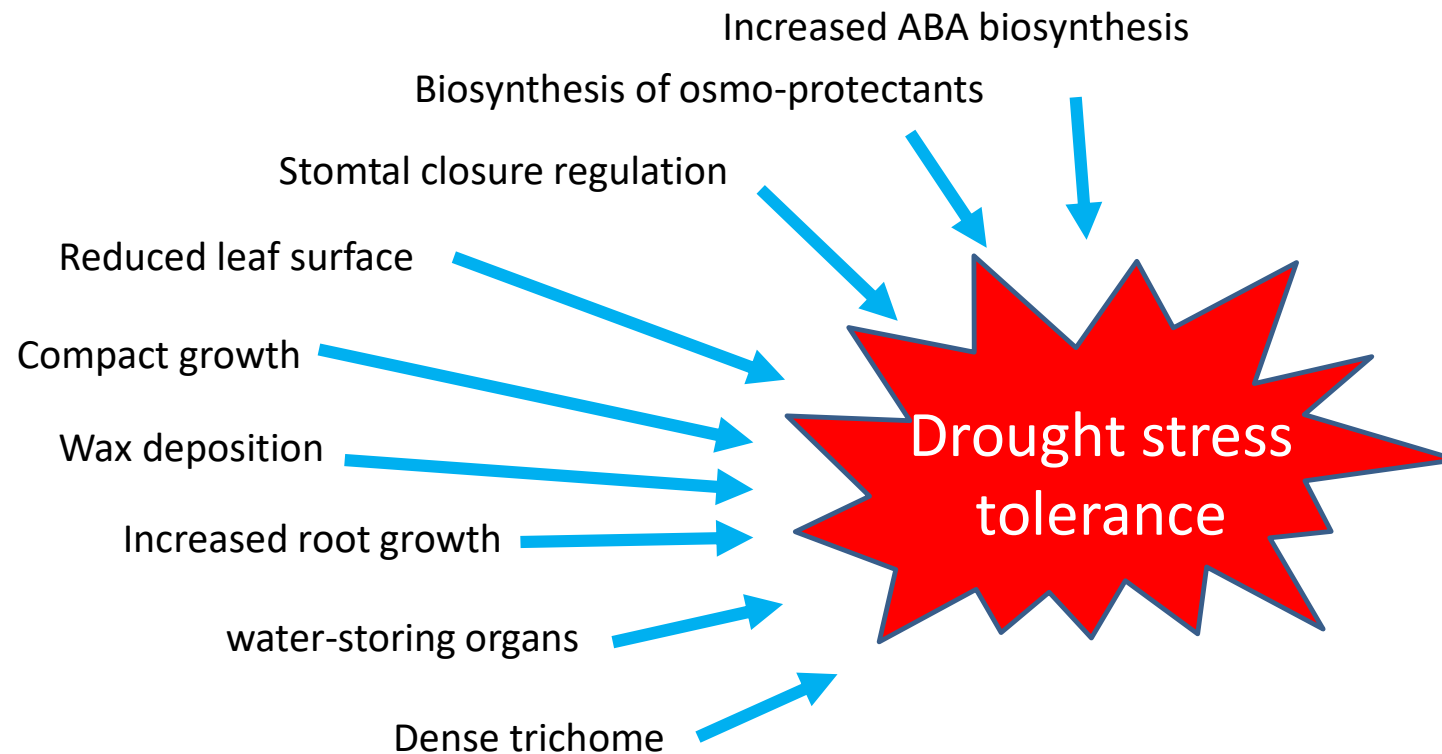 Increased ABA biosynthesis
Biosynthesis of osmo-protectants
Stomtal closure regulation
Reduced leaf surface
Compact growth
Wax deposition
Increased root growth
water-storing organs
Dense trichome
Drought stress
tolerance